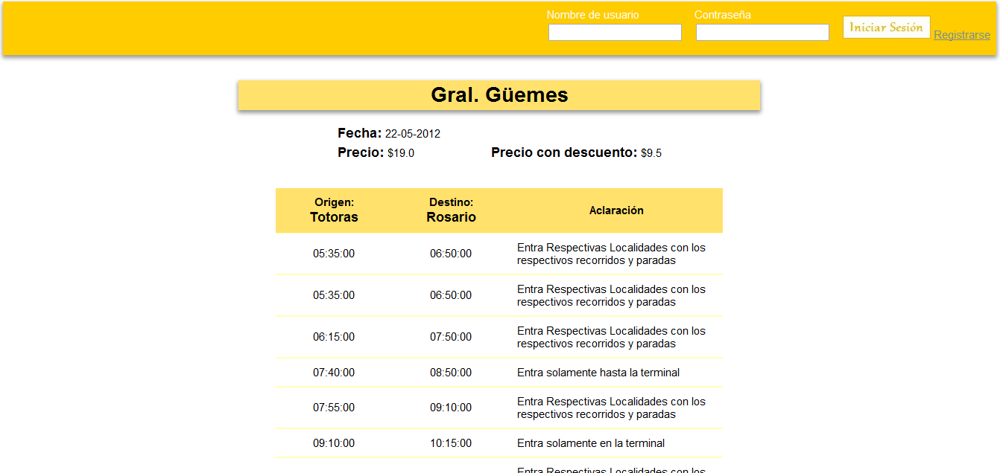 Nombre de usuario Contraseña
Iniciar Sesión Registrarse
Gral. Güemes
Fecha: 22-05-2012
Precio: $19.0 Precio con descuento: $9.5
Origen: Destino: Aclaración
Totoras Rosario
05:35:00 06:50:00 Entra Respectivas Localidades con los
respectivos recorridos y paradas
05:35:00 06:50:00 Entra Respectivas Localidades con los
respectivos recorridos y paradas
06:15:00 07:50:00 Entra Respectivas Localidades con los
respectivos recorridos y paradas
07:40:00 08:50:00 Entra solamente hasta la terminal
07:55:00 09:10:00 Entra Respectivas Localidades con los
respectivos recorridos y paradas
09:10:00 10:15:00 Entra solamente en la terminal
Entra Respectivas Localidades con los